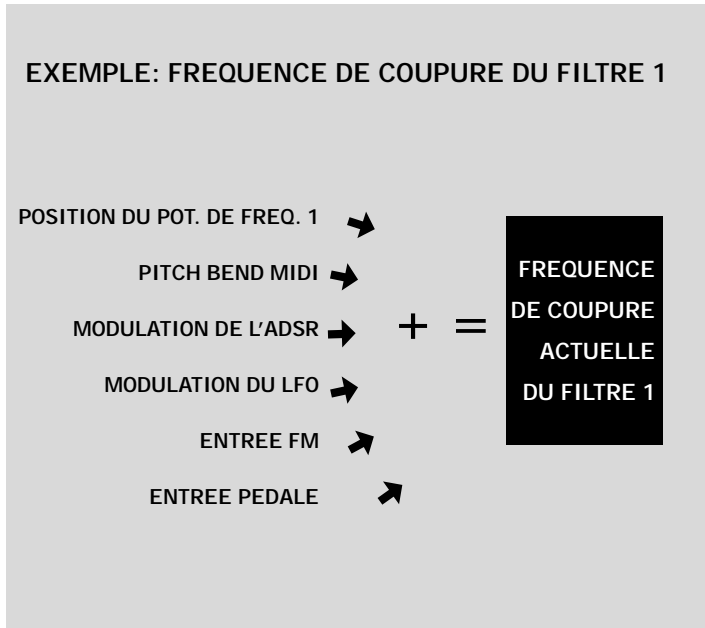 EXEMPLE: FREQUENCE DE COUPURE DU FILTRE 1
POSITION DU POT. DE FREQ. 1
PITCH BEND MIDI
MODULATION DE L'ADSR
MODULATION DU LFO
ENTREE FM
ENTREE PEDALE
+ =
FREQUENCE
DE COUPURE
ACTUELLE
DU FILTRE 1